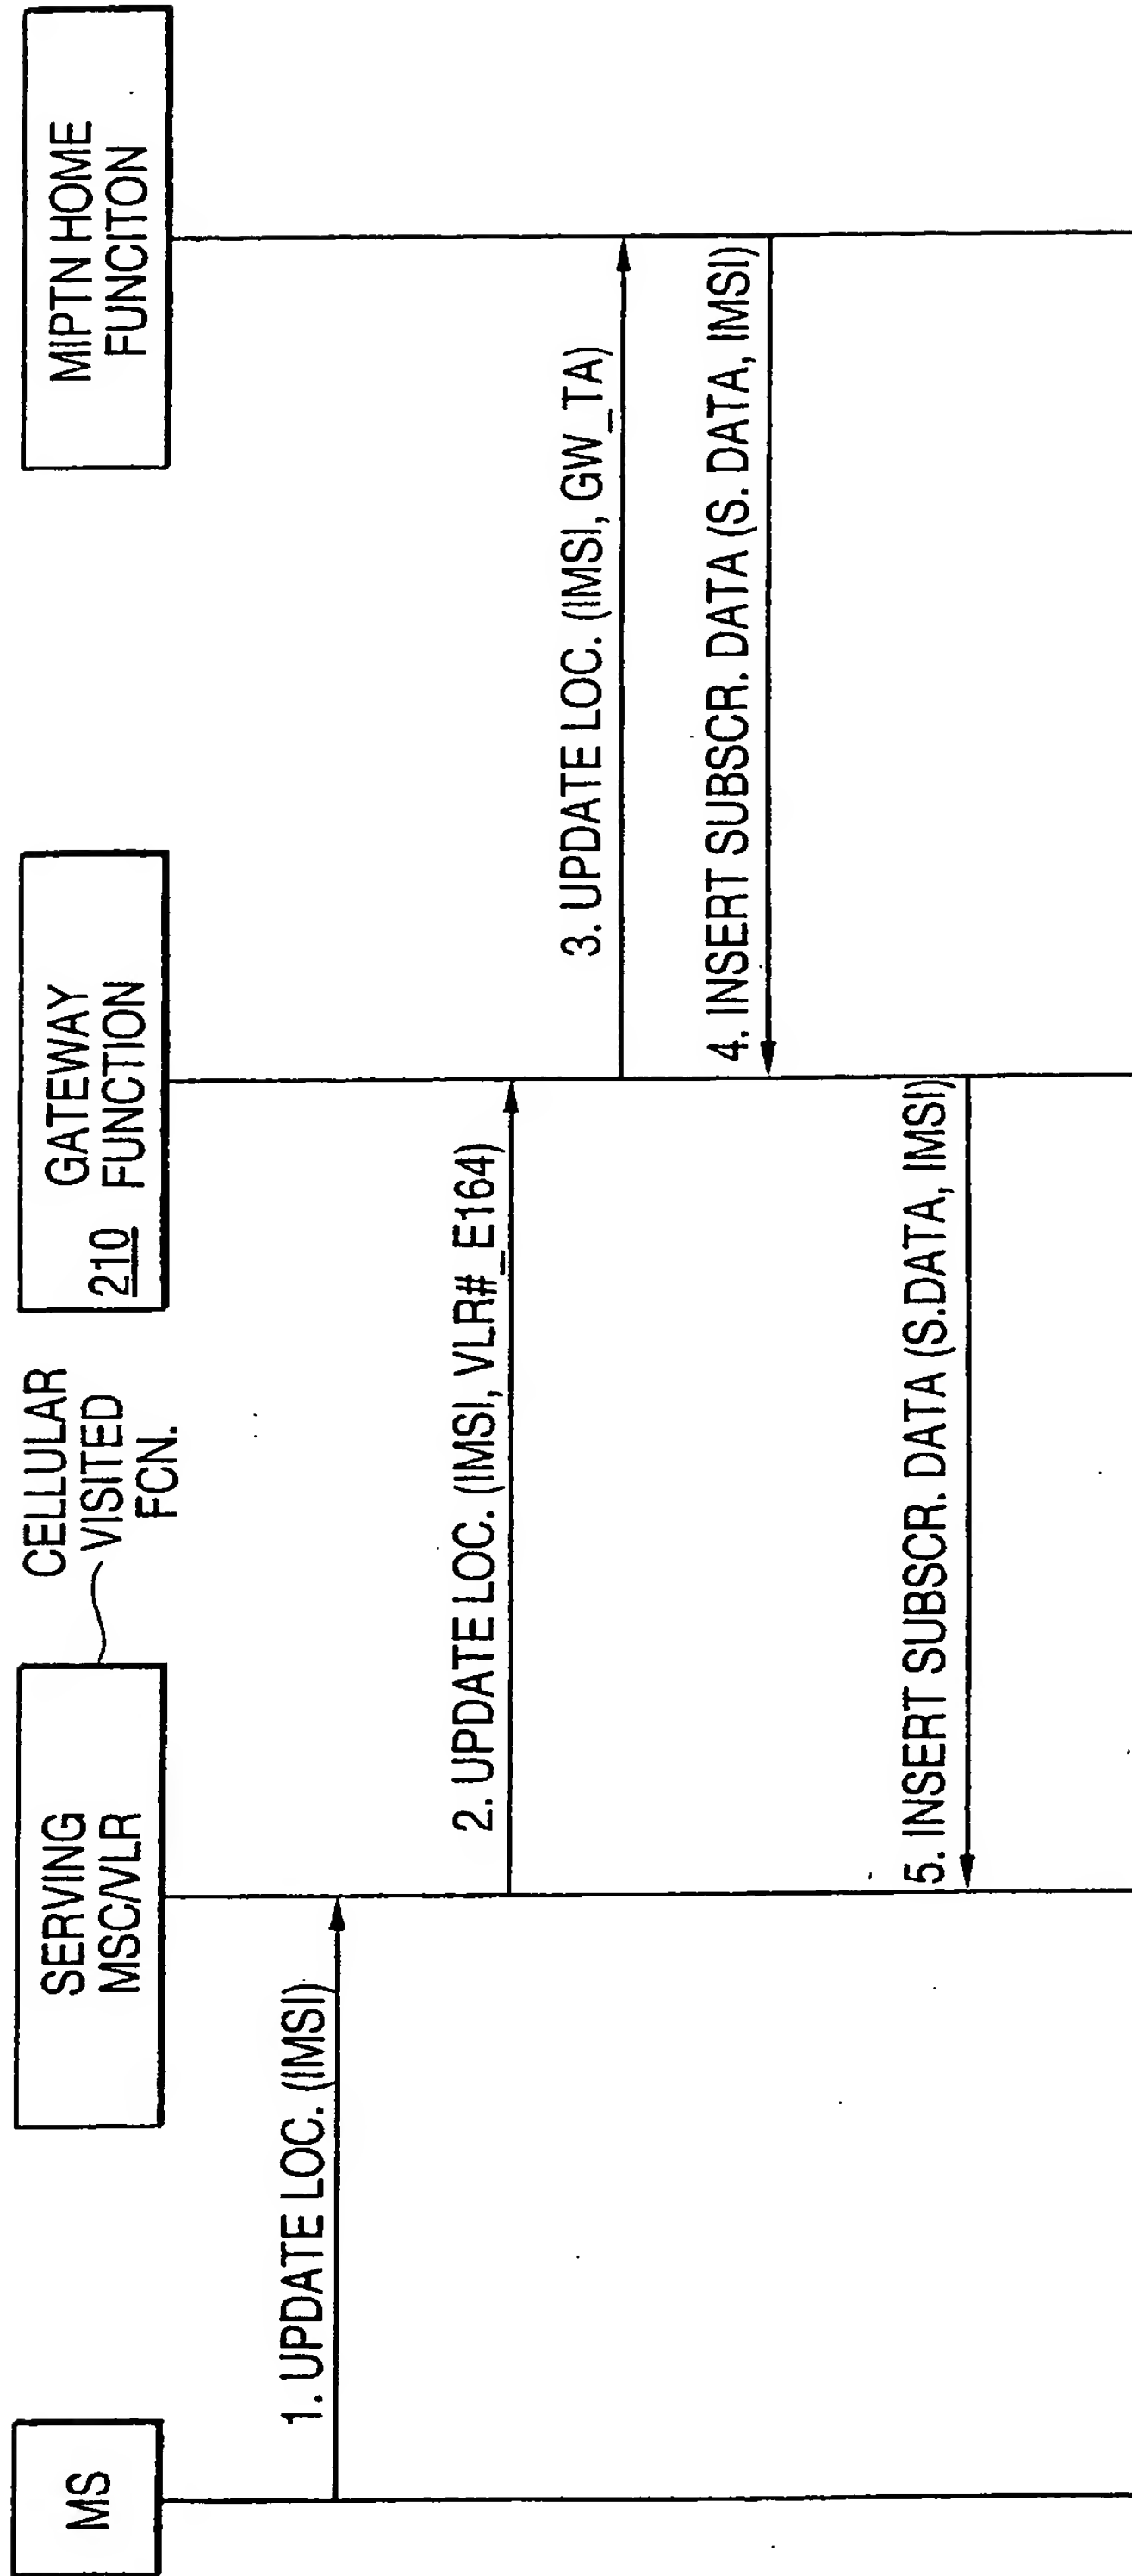 MS
SERVING
MSC/VLR
CELLULAR
VISITED
FCN.
GATEWAY
210 FUNCTION
MIPTN HOME
FUNCITON
1. UPDATE LOC. (IMSI)
2. UPDATE LOC. (IMSI, VLR#_E164)
3. UPDATE LOC. (IMSI, GW_TA)
4. INSERT SUBSCR. DATA (S. DATA, IMSI)
5. INSERT SUBSCR. DATA (S.DATA, IMSI)